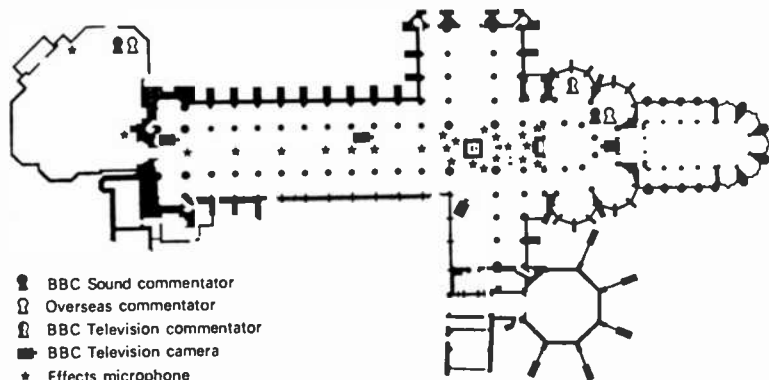 BBC Sound commentator
Overseas commentator
BBC Television commentator
BBC Television camera
Effects microphone